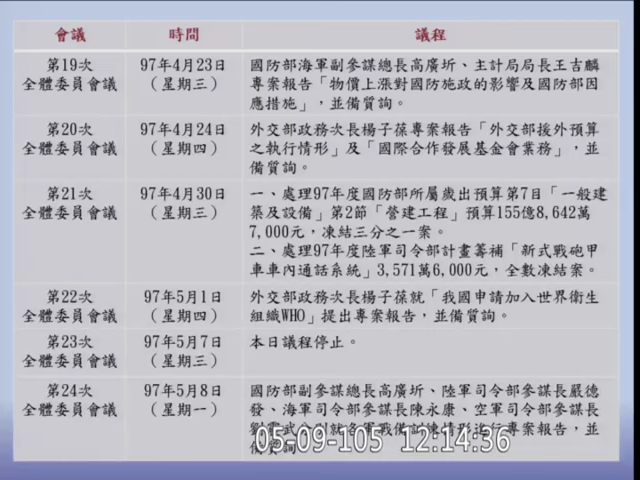 會議 時間 議程
第19次 97年4月23日 國防部海軍副參謀總長高廣圻、主計局局長王吉麟
全體委員會議 （星期三） 專案報告「物價上漲對國防施政的影響及國防部因
應措施」，並備質詢。
第20次 97年4月24日 外交部政務次長楊子葆專案報告「外交部援外預算
全體委員會議 （星期四） 之執行情形」及「國際合作發展基金會業務」，並
備質詢。
第21次 97年4月30日 一、處理97年度國防部所屬歲出預算第7目「一般建
全體委員會議 （星期三） 築及設備」第2節「營建工程」預算155億8,642萬
7,000元，凍結三分之一案。
二、處理97年度陸軍司令部計畫籌補「新式戰砲甲
車車內通話系統」3,571萬6,000元，全數凍結案。
第22次 97年5月1日 外交部政務次長楊子葆就「我國申請加入世界衛生
全體委員會議 （星期四） 組織WHO」提出專案報告，並備質詢。
第23次 97年5月7日 本日議程停止。
全體委員會議 （星期三）
第24次 97年5月8日 國防部副參謀總長高廣圻、陸軍司令部參謀長嚴德
全體委員會議 （星期一） 發、海軍司令部參謀長陳永康、空軍司令部參謀長
就各軍戰備訓練情形進行專案報告，並
備質詢
05-09-105 12:14:36